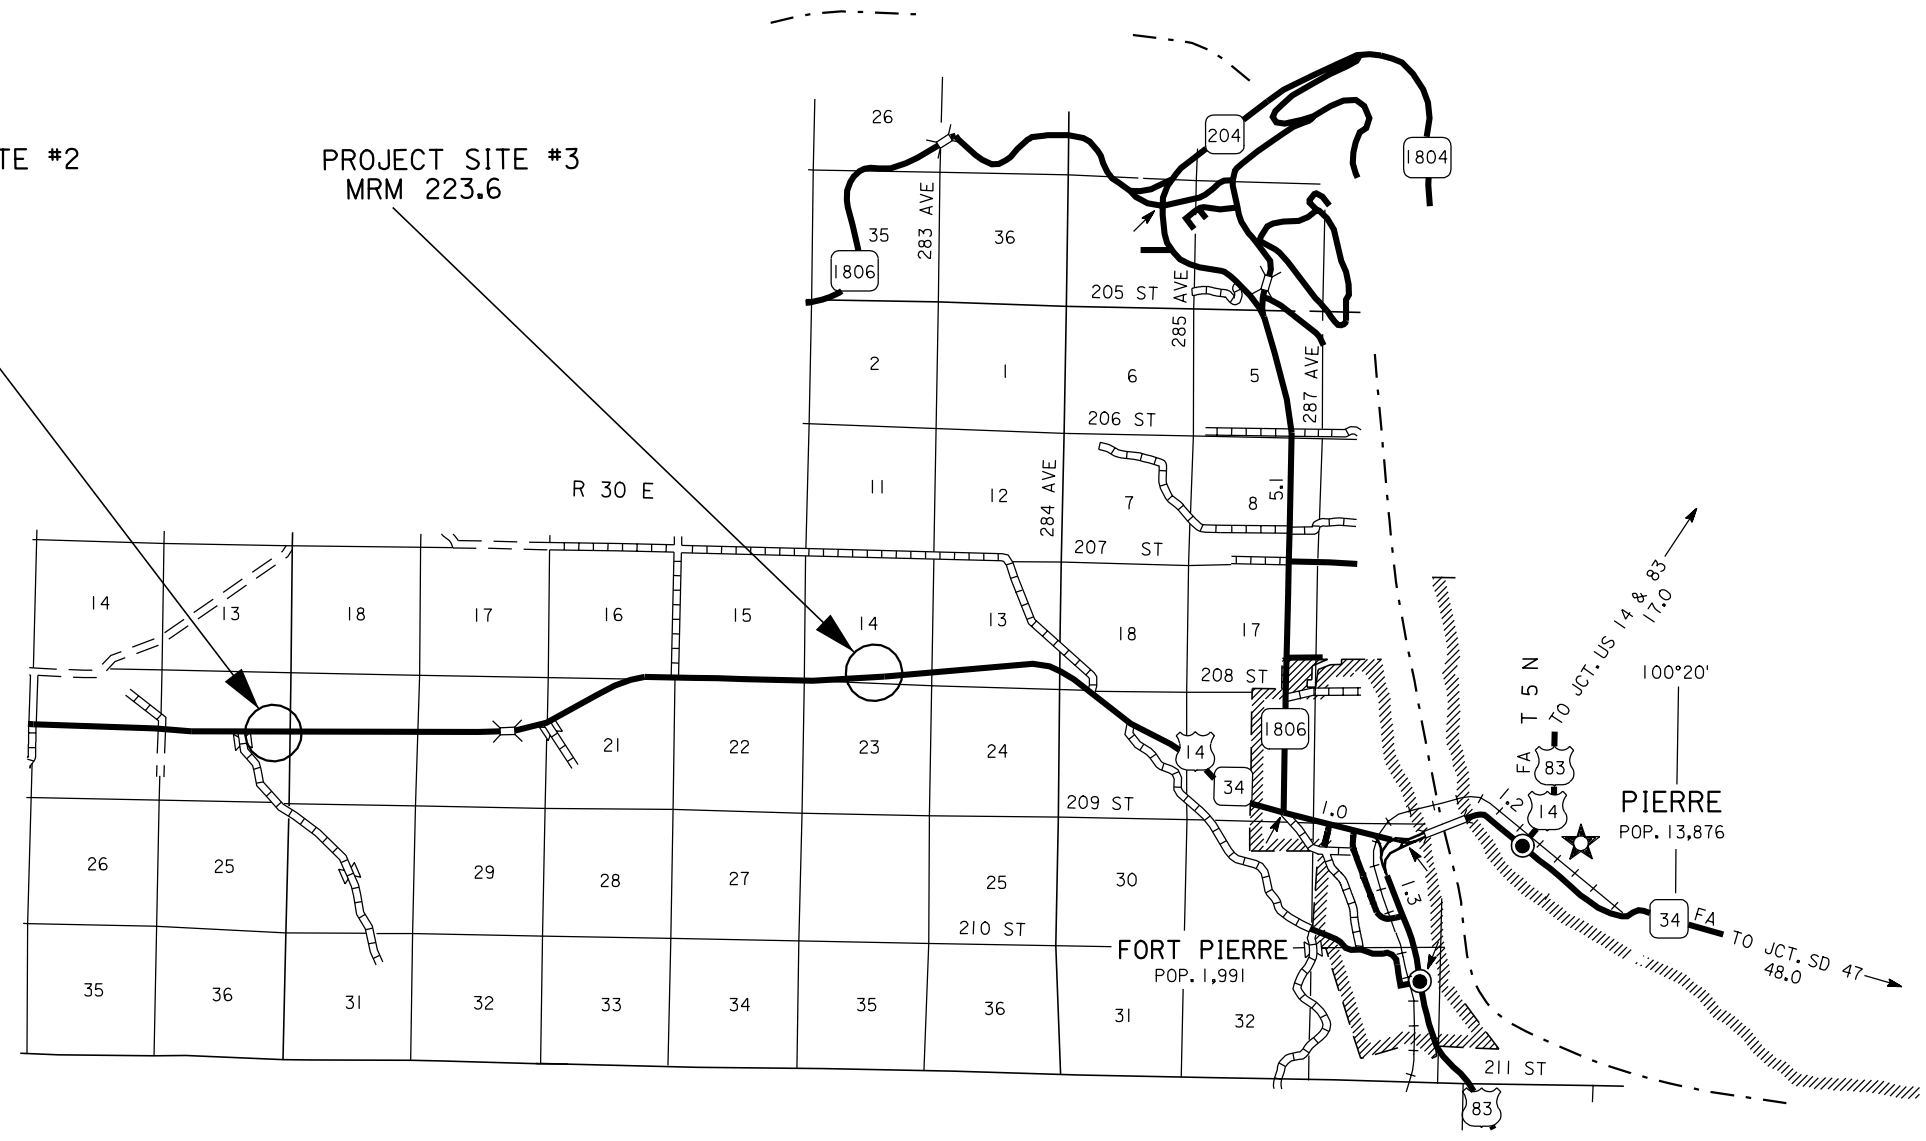 TE #2
PROJECT SITE #3
MRM 223.6
26
204
1804
283 AVE
35
36
1806
205 ST
285 AVE
2
1
6
5
287 AVE
206 ST
R 30 E
11
12
284 AVE
7
8
5.1
207 ST
14
13
18
17
16
15
14
13
18
17
208 ST
TO JCT. US 14 & 83
17.0
FA T 5 N
100°20'
1806
14
34
83
14
21
22
23
24
209 ST
1.0
1.2
PIERRE
POP. 13,876
26
25
29
28
27
25
30
1.3
34
FA
TO JCT. SD 47
48.0
210 ST
FORT PIERRE
POP. 1,991
35
36
31
32
33
34
35
36
31
32
211 ST
83